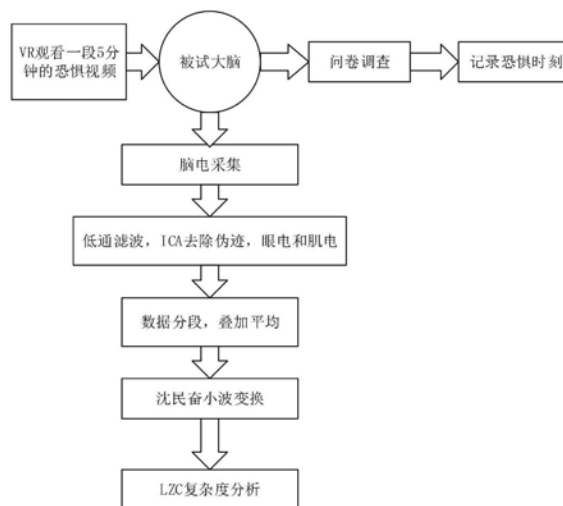 VR观看一段5分
钟的恐惧视频
被试大脑
问卷调查
记录恐惧时刻
脑电采集
低通滤波，ICA去除伪迹，眼电和肌电
数据分段，叠加平均
沈民奋小波变换
LZC复杂度分析